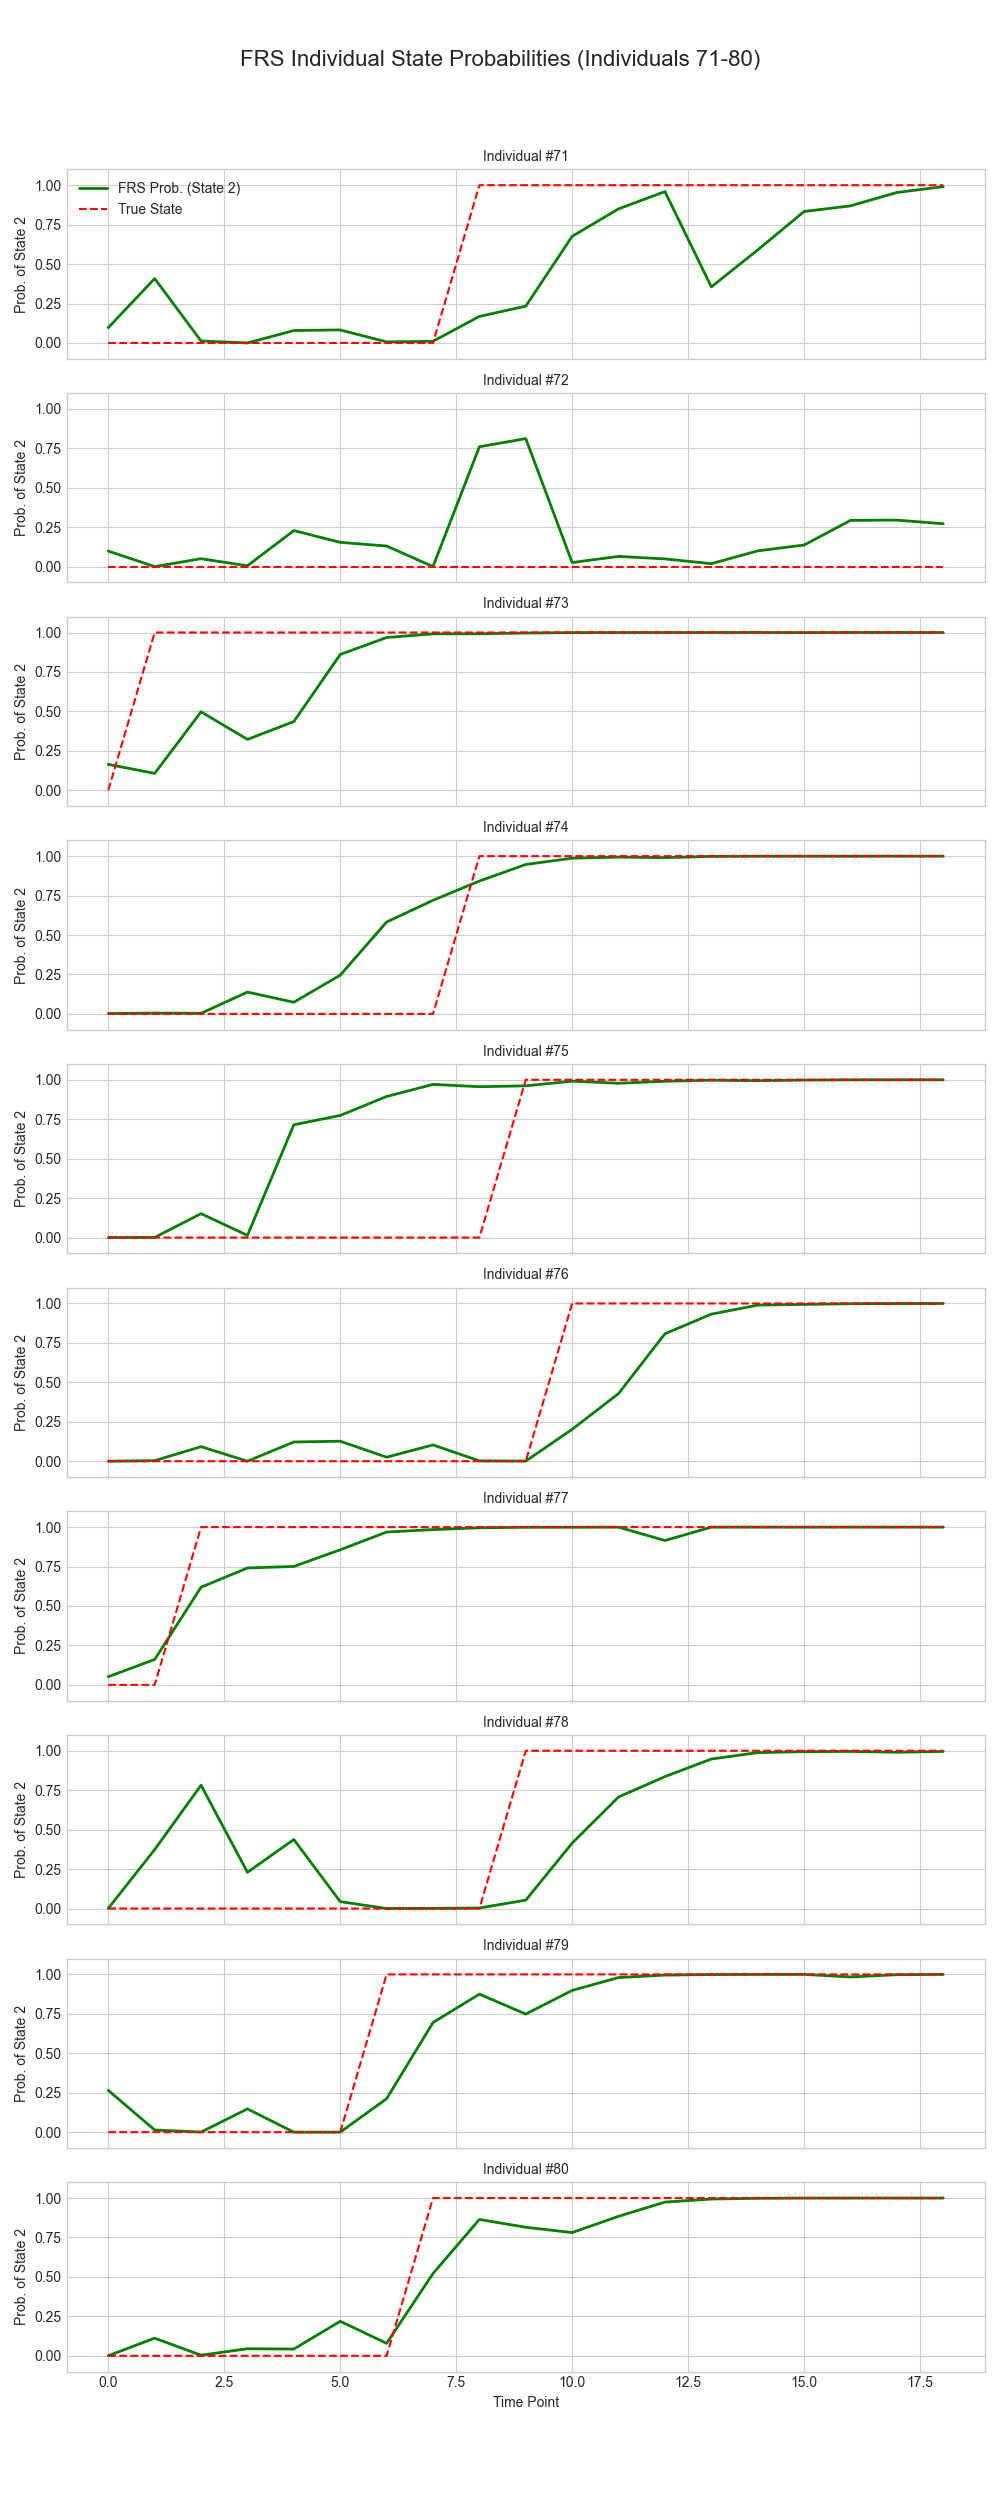 FRS Individual State Probabilities (Individuals 71-80)
Individual #71
Prob. of State 2
1.00
0.75
0.50
0.25
0.00
FRS Prob. (State 2)
True State
Individual #72
Prob. of State 2
1.00
0.75
0.50
0.25
0.00
Individual #73
Prob. of State 2
1.00
0.75
0.50
0.25
0.00
Individual #74
Prob. of State 2
1.00
0.75
0.50
0.25
0.00
Individual #75
Prob. of State 2
1.00
0.75
0.50
0.25
0.00
Individual #76
Prob. of State 2
1.00
0.75
0.50
0.25
0.00
Individual #77
Prob. of State 2
1.00
0.75
0.50
0.25
0.00
Individual #78
Prob. of State 2
1.00
0.75
0.50
0.25
0.00
Individual #79
Prob. of State 2
1.00
0.75
0.50
0.25
0.00
Individual #80
Prob. of State 2
1.00
0.75
0.50
0.25
0.00
0.0 2.5 5.0 7.5 10.0 12.5 15.0 17.5
Time Point